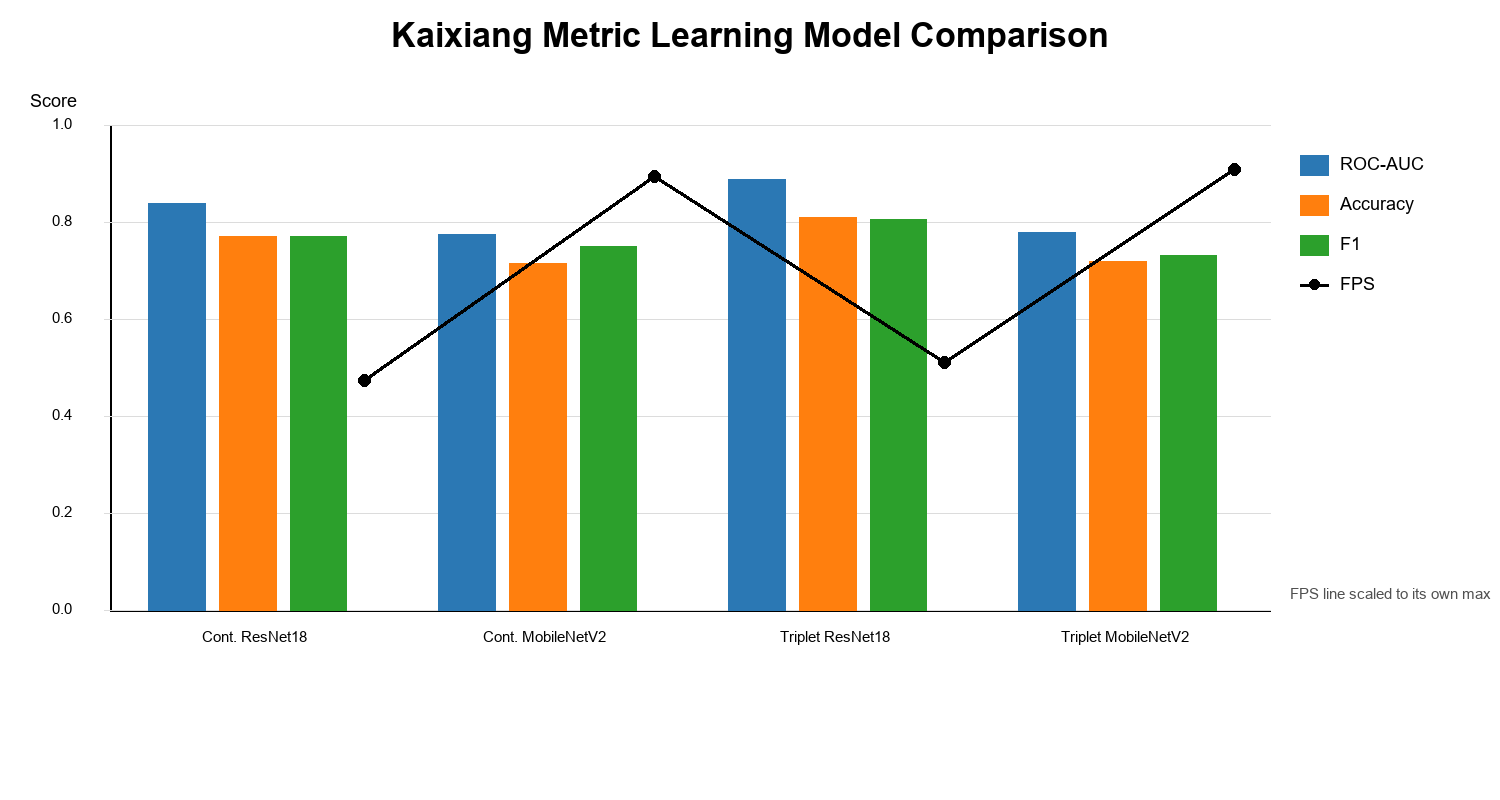 Kaixiang Metric Learning Model Comparison
Score
1.0
0.8
0.6
0.4
0.2
0.0
Cont. ResNet18
Cont. MobileNetV2
Triplet ResNet18
Triplet MobileNetV2
ROC-AUC
Accuracy
F1
FPS
FPS line scaled to its own max